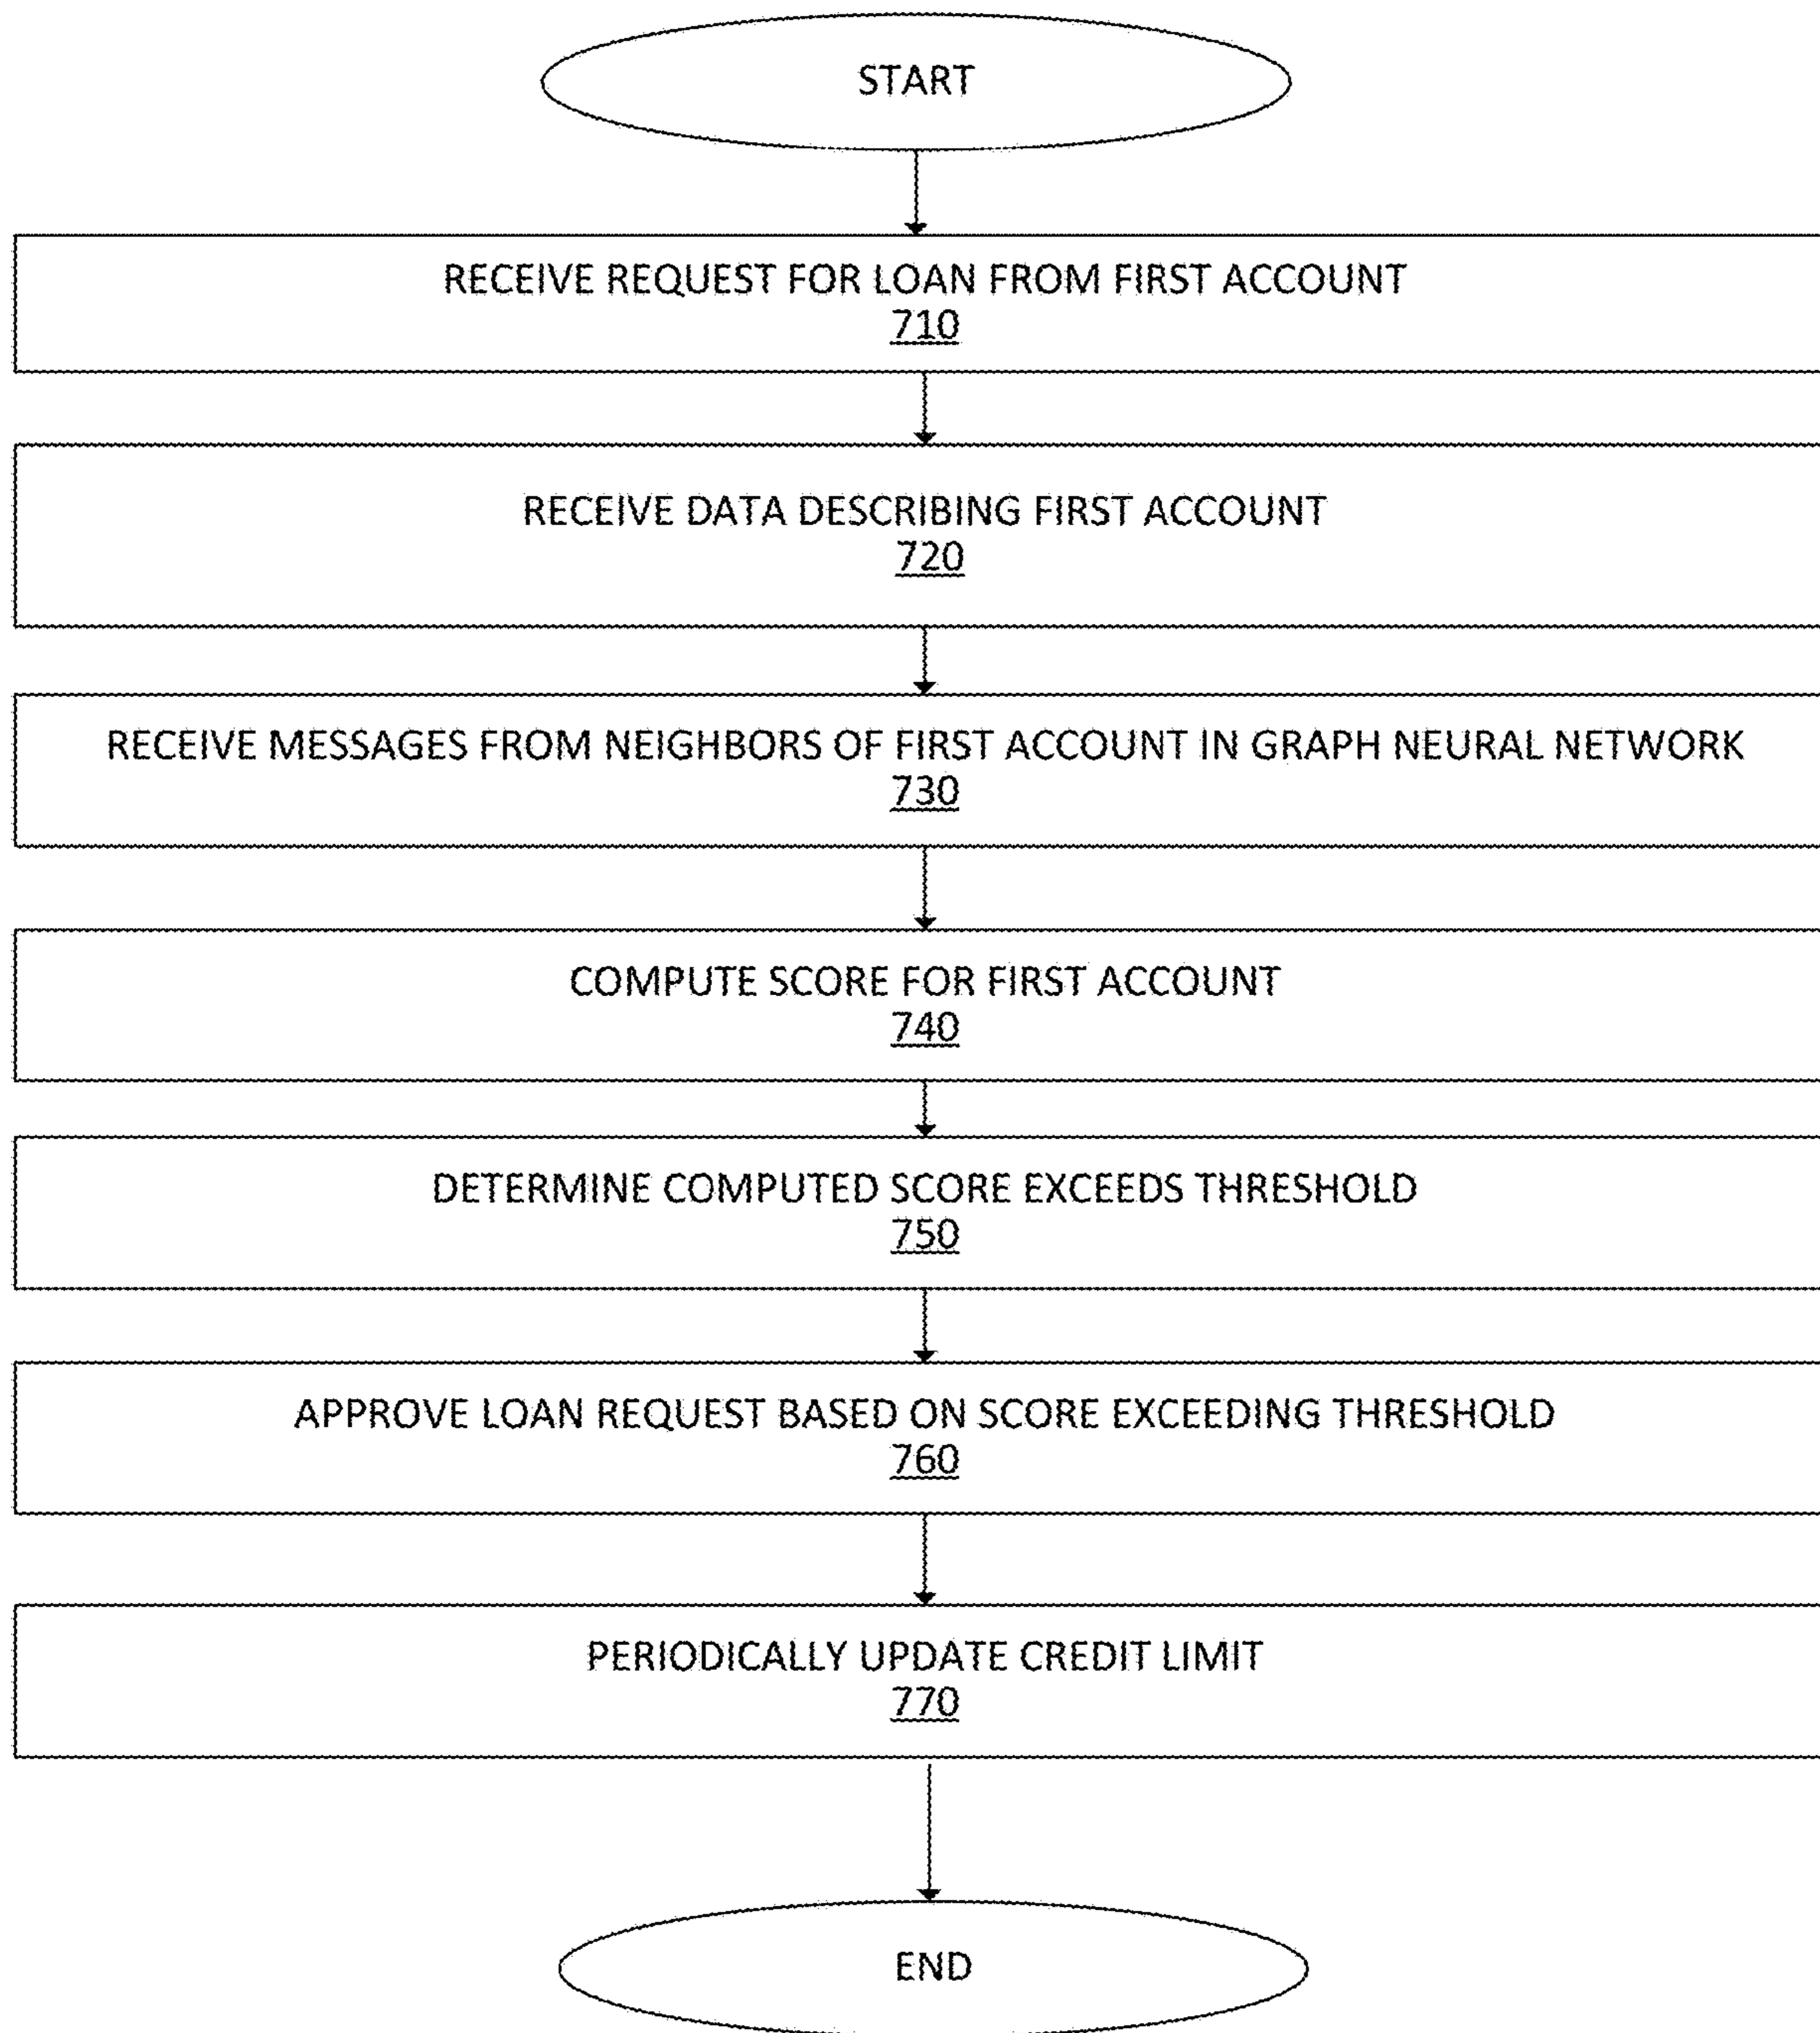 START
RECEIVE REQUEST FOR LOAN FROM FIRST ACCOUNT
710
RECEIVE DATA DESCRIBING FIRST ACCOUNT
720
RECEIVE MESSAGES FROM NEIGHBORS OF FIRST ACCOUNT IN GRAPH NEURAL NETWORK
730
COMPUTE SCORE FOR FIRST ACCOUNT
740
DETERMINE COMPUTED SCORE EXCEEDS THRESHOLD
750
APPROVE LOAN REQUEST BASED ON SCORE EXCEEDING THRESHOLD
760
PERIODICALLY UPDATE CREDIT LIMIT
770
END